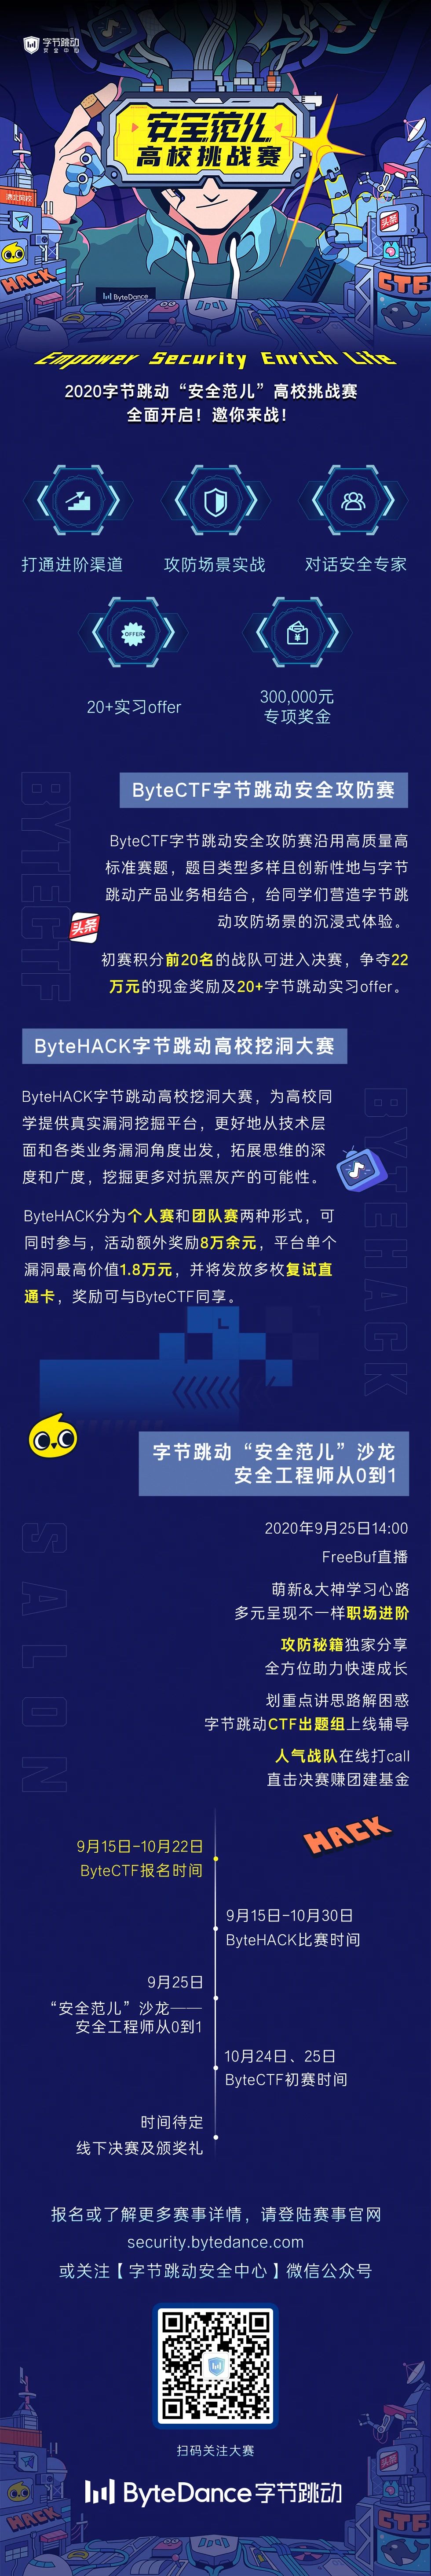 字节跳动
安全中心
安全范儿
高校挑战赛
头条
HACK
CTF
ByteDance
Empower Security Enrich Life
2020字节跳动“安全范儿”高校挑战赛
全面开启！邀你来战！
打通进阶渠道
攻防场景实战
对话安全专家
OFFER
20+实习offer
300,000元
专项奖金
BYTECTF
ByteCTF字节跳动安全攻防赛
ByteCTF字节跳动安全攻防赛沿用高质量高
标准赛题，题目类型多样且创新性地与字节
跳动产品业务相结合，给同学们营造字节跳
动攻防场景的沉浸式体验。
头条
初赛积分前20名的战队可进入决赛，争夺22
万元的现金奖励及20+字节跳动实习offer。
ByteHACK字节跳动高校挖洞大赛
BYTEHACK
ByteHACK字节跳动高校挖洞大赛，为高校同
学提供真实漏洞挖掘平台，更好地从技术层
面和各类业务漏洞角度出发，拓展思维的深
度和广度，挖掘更多对抗黑灰产的可能性。
ByteHACK分为个人赛和团队赛两种形式，可
同时参与，活动额外奖励8万余元，平台单个
漏洞最高价值1.8万元，并将发放多枚复试直
通卡，奖励可与ByteCTF同享。
字节跳动“安全范儿”沙龙
安全工程师从0到1
SALON
2020年9月25日14:00
FreeBuf直播
萌新&大神学习心路
多元呈现不一样职场进阶
攻防秘籍独家分享
全方位助力快速成长
划重点讲思路解困惑
字节跳动CTF出题组上线辅导
人气战队在线打call
直击决赛赚团建基金
HACK
9月15日-10月22日
ByteCTF报名时间
9月15日-10月30日
ByteHACK比赛时间
9月25日
“安全范儿”沙龙——
安全工程师从0到1
10月24日、25日
ByteCTF初赛时间
时间待定
线下决赛及颁奖礼
报名或了解更多赛事详情，请登陆赛事官网
security.bytedance.com
或关注【字节跳动安全中心】微信公众号
扫码关注大赛
ByteDance字节跳动
头条
HACK
CTF